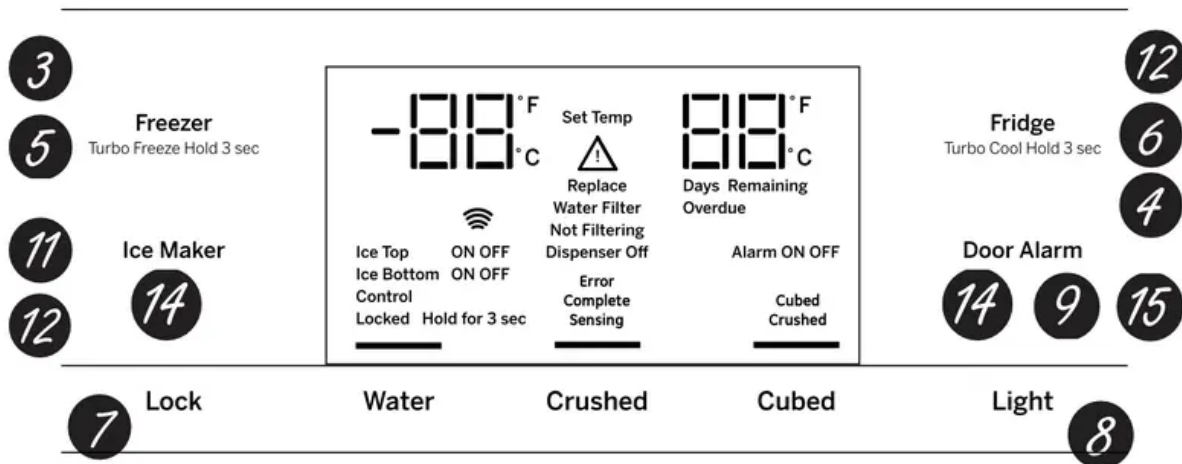 3
12
5
Freezer
Turbo Freeze Hold 3 sec
-88 °F °C
Set Temp
88 °F °C
Fridge
Turbo Cool Hold 3 sec
6
4
!
Replace
Water Filter
Not Filtering
Dispenser Off
Days Remaining
Overdue
11
Ice Maker
14
12
Ice Top ON OFF
Ice Bottom ON OFF
Control
Locked Hold for 3 sec
Error
Complete
Sensing
Alarm ON OFF
Cubed
Crushed
Door Alarm
14 9 15
7
Lock Water Crushed Cubed Light
8